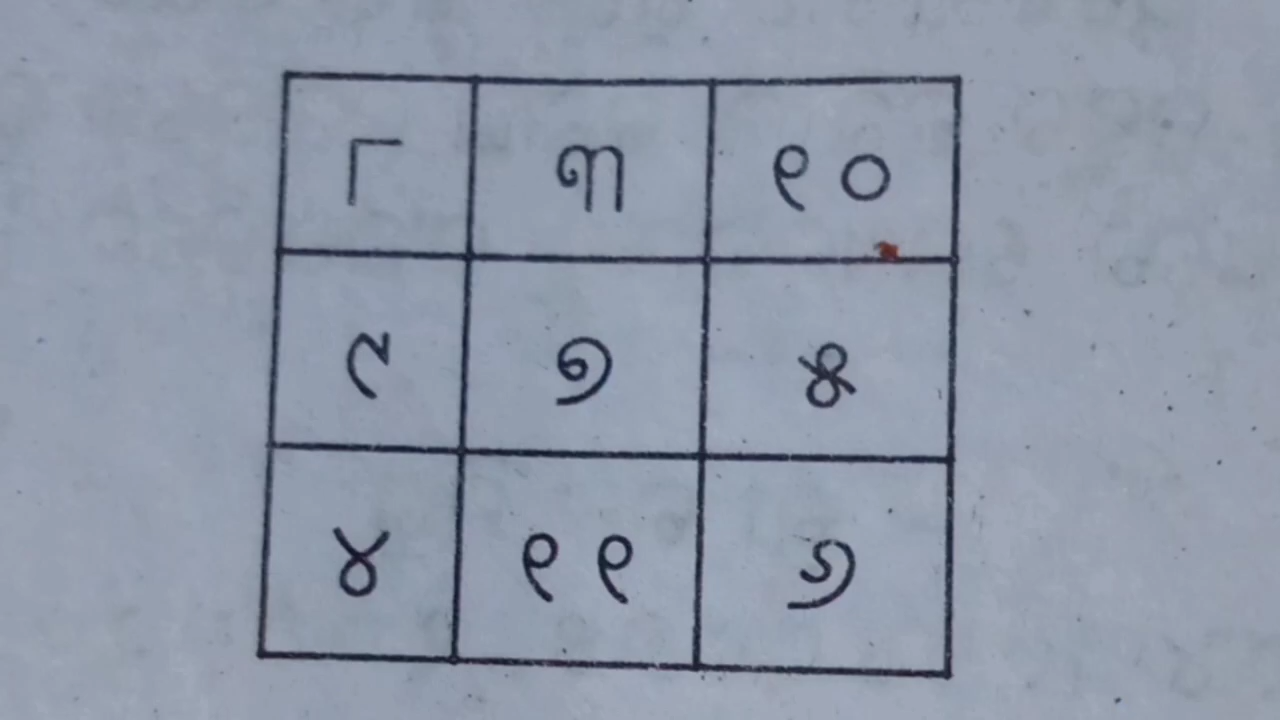 ୮ ୩ ୧୦
୯ ୭ ୫
୪ ୧୧ ୬